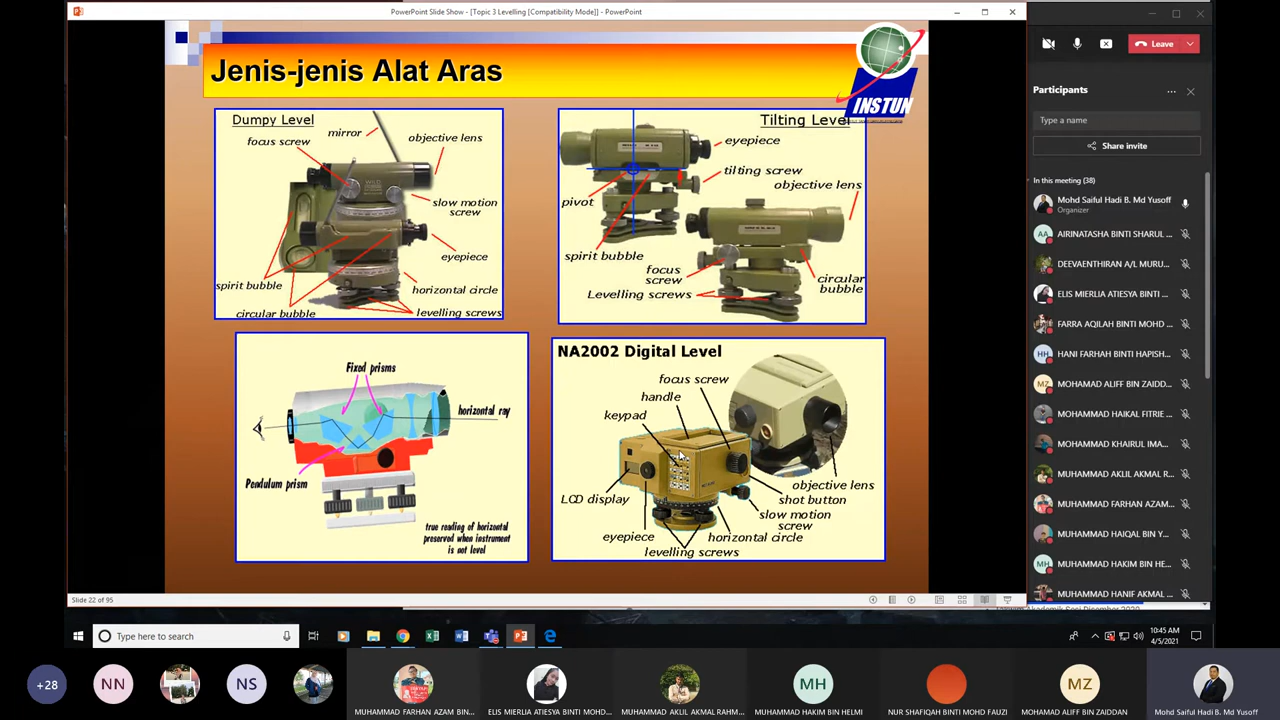 PowerPoint Slide Show - [Topic 3 Levelling [Compatibility Mode]] - PowerPoint
Jenis-jenis Alat Aras
INSTUN
Dumpy Level
mirror
focus screw
objective lens
slow motion
screw
eyepiece
spirit bubble
horizontal circle
circular bubble
levelling screws
Tilting Level
eyepiece
tilting screw
objective lens
pivot
spirit bubble
focus
screw
circular
bubble
Levelling screws
Fixed prisms
horizontal ray
Pendulum prism
true reading of horizontal
preserved when instrument
is not level
NA2002 Digital Level
focus screw
handle
keypad
objective lens
LCD display
shot button
slow motion
screw
eyepiece
horizontal circle
levelling screws
Slide 22 of 95
Leave
Participants
Type a name
Share invite
In this meeting (38)
Mohd Saiful Hadi B. Md Yusoff
Organizer
AA
AIRINATASHA BINTI SHARUL ...
DEEVAENTHIRAN A/L MURU...
ELIS MIERLIA ATIESYA BINTI ...
FARRA AQILAH BINTI MOHD ...
HH
HANI FARHAH BINTI HAPISH...
MZ
MOHAMAD ALIFF BIN ZAIDD...
MOHAMMAD HAIKAL FITRIE ...
MOHAMMAD KHAIRUL IMA...
MUHAMMAD AKLIL AKMAL R...
MUHAMMAD FARHAN AZAM...
MUHAMMAD HAIQAL BIN Y...
MH
MUHAMMAD HAKIM BIN HE...
MUHAMMAD HANIF AKMAL ...
Type here to search
10:45 AM
4/5/2021
+28
NN
NS
MUHAMMAD FARHAN AZAM BIN...
ELIS MIERLIA ATIESYA BINTI MOHD...
MUHAMMAD AKLIL AKMAL RAHM...
MH
MUHAMMAD HAKIM BIN HELMI
NUR SHAFIQAH BINTI MOHD FAUZI
MZ
MOHAMAD ALIFF BIN ZAIDDAN
Mohd Saiful Hadi B. Md Yusoff